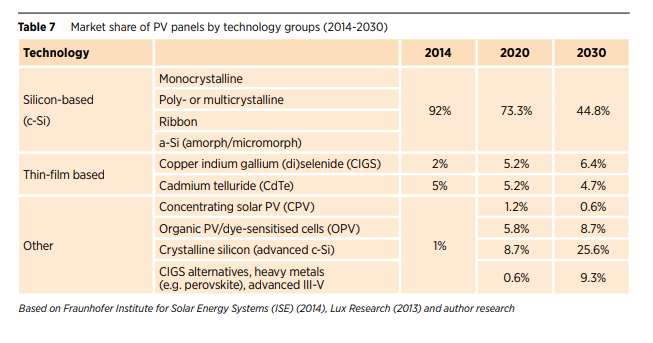 Table 7 Market share of PV panels by technology groups (2014-2030)
Technology 2014 2020 2030
Silicon-based
(c-Si)
Monocrystalline
Poly- or multicrystalline
Ribbon
a-Si (amorph/micromorph)
92% 73.3% 44.8%
Thin-film based
Copper indium gallium (di)selenide (CIGS) 2% 5.2% 6.4%
Cadmium telluride (CdTe) 5% 5.2% 4.7%
Other
1%
Concentrating solar PV (CPV) 1.2% 0.6%
Organic PV/dye-sensitised cells (OPV) 5.8% 8.7%
Crystalline silicon (advanced c-Si) 8.7% 25.6%
CIGS alternatives, heavy metals
(e.g. perovskite), advanced III-V 0.6% 9.3%
Based on Fraunhofer Institute for Solar Energy Systems (ISE) (2014), Lux Research (2013) and author research